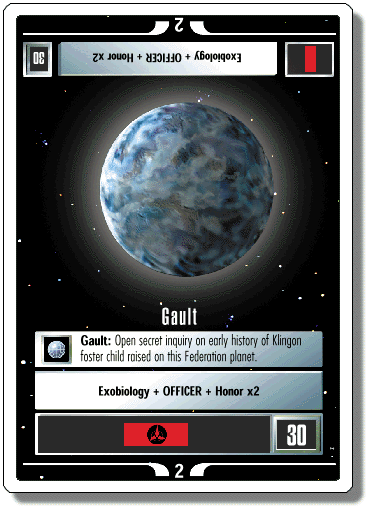 2
30
Exobiology + OFFICER + Honor x2
Gault
Gault: Open secret inquiry on early history of Klingon
foster child raised on this Federation planet.
Exobiology + OFFICER + Honor x2
30
2